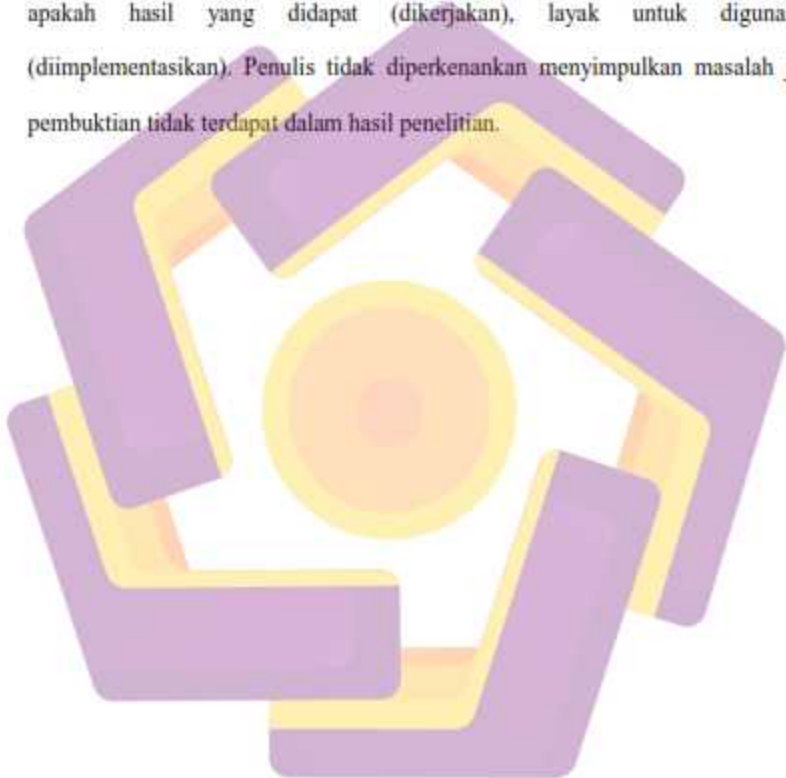 apakah hasil yang didapat (dikerjakan), layak untuk diguna
(diimplementasikan). Penulis tidak diperkenankan menyimpulkan masalah
pembuktian tidak terdapat dalam hasil penelitian.